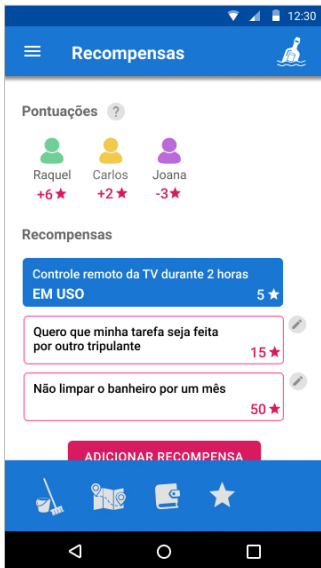 12:30
Recompensas
Pontuações ?
Raquel Carlos Joana
+6★ +2★ -3★
Recompensas
Controle remoto da TV durante 2 horas
EM USO 5★
Quero que minha tarefa seja feita
por outro tripulante
15★
Não limpar o banheiro por um mês
50★
ADICIONAR RECOMPENSA